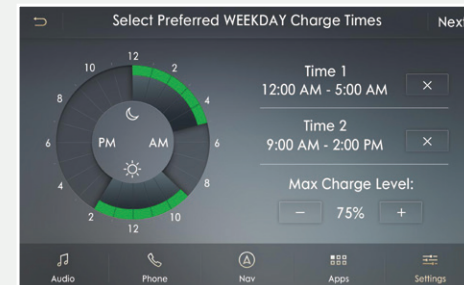 Select Preferred WEEKDAY Charge Times
Next
12
2
4
6
8
10
12
2
4
6
8
10
PM
AM
Time 1
12:00 AM - 5:00 AM
×
Time 2
9:00 AM - 2:00 PM
×
Max Charge Level:
− 75% +
Audio
Phone
Nav
Apps
Settings